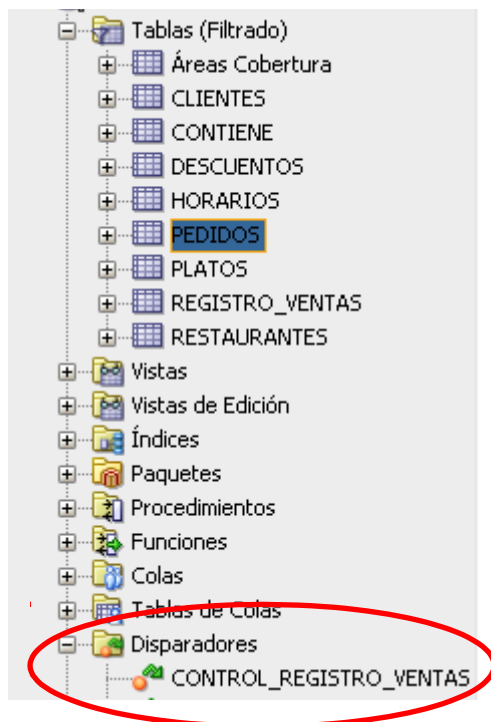 Tablas (Filtrado)
Áreas Cobertura
CLIENTES
CONTIENE
DESCUENTOS
HORARIOS
PEDIDOS
PLATOS
REGISTRO_VENTAS
RESTAURANTES
Vistas
Vistas de Edición
Índices
Paquetes
Procedimientos
Funciones
Colas
Tablas de Colas
Disparadores
CONTROL_REGISTRO_VENTAS